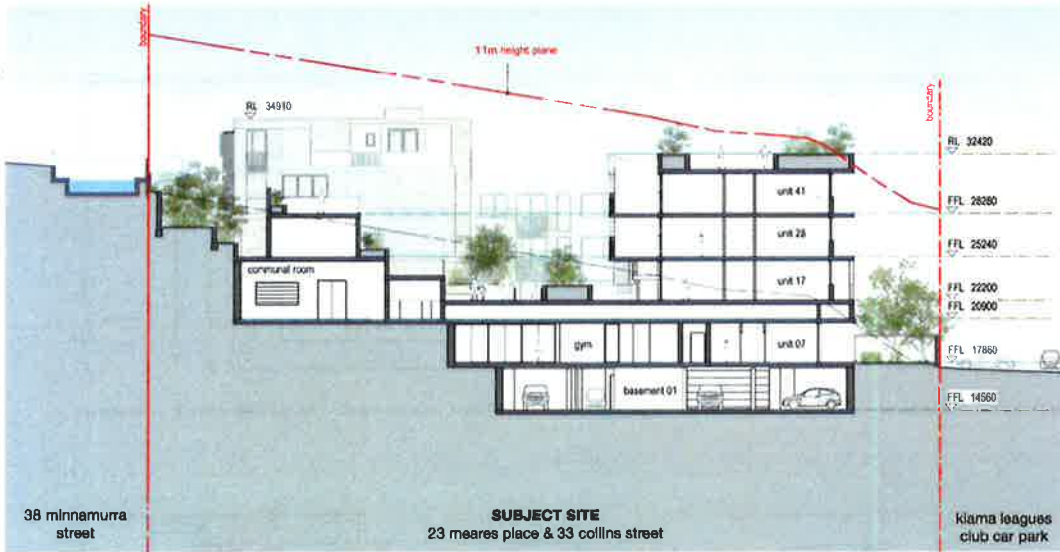 boundary
11m height plane
boundary
RL 34910
RL 32420
unit 41
FFL 28280
unit 28
FFL 25240
communal room
unit 17
FFL 22200
FFL 20900
gym
unit 07
FFL 17860
basement 01
FFL 14560
38 minnamurra
street
SUBJECT SITE
23 meares place & 33 collins street
kiama leagues
club car park